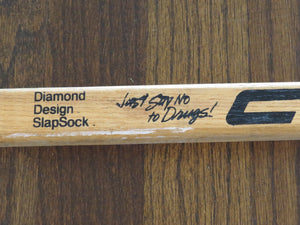 Diamond
Design
SlapSock
Just Say No
to Drugs!